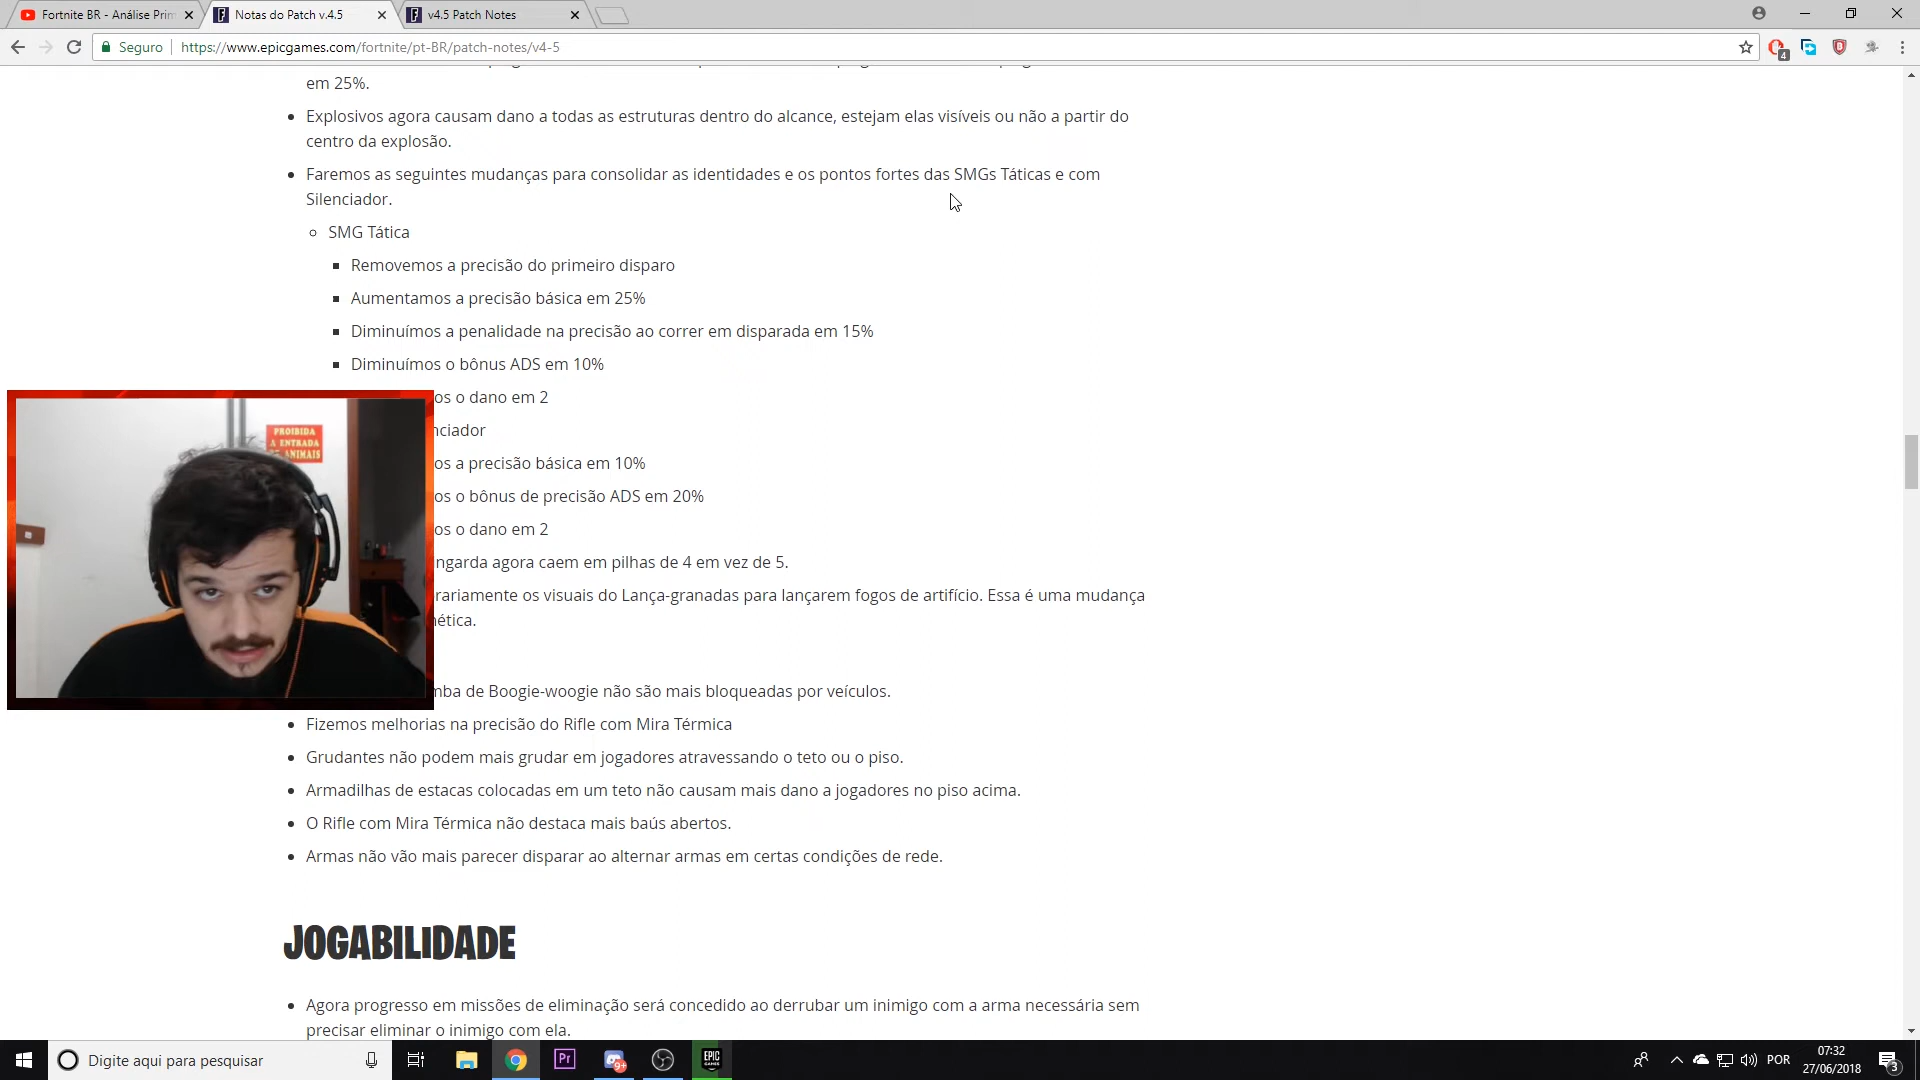 Fortnite BR - Análise Prin
Notas do Patch v.4.5
v4.5 Patch Notes
Seguro
https://www.epicgames.com/fortnite/pt-BR/patch-notes/v4-5
4
em 25%.
Explosivos agora causam dano a todas as estruturas dentro do alcance, estejam elas visíveis ou não a partir do
centro da explosão.
Faremos as seguintes mudanças para consolidar as identidades e os pontos fortes das SMGs Táticas e com
Silenciador.
SMG Tática
Removemos a precisão do primeiro disparo
Aumentamos a precisão básica em 25%
Diminuímos a penalidade na precisão ao correr em disparada em 15%
Diminuímos o bônus ADS em 10%
os o dano em 2
nciador
os a precisão básica em 10%
os o bônus de precisão ADS em 20%
os o dano em 2
ngarda agora caem em pilhas de 4 em vez de 5.
rariamente os visuais do Lança-granadas para lançarem fogos de artifício. Essa é uma mudança
nética.
PROIBIDA
A ENTRADA
ANIMAIS
mba de Boogie-woogie não são mais bloqueadas por veículos.
Fizemos melhorias na precisão do Rifle com Mira Térmica
Grudantes não podem mais grudar em jogadores atravessando o teto ou o piso.
Armadilhas de estacas colocadas em um teto não causam mais dano a jogadores no piso acima.
O Rifle com Mira Térmica não destaca mais baús abertos.
Armas não vão mais parecer disparar ao alternar armas em certas condições de rede.
JOGABILIDADE
Agora progresso em missões de eliminação será concedido ao derrubar um inimigo com a arma necessária sem
precisar eliminar o inimigo com ela.
Digite aqui para pesquisar
Pr
9+
EPIC
GAMES
POR
07:32
27/06/2018
3